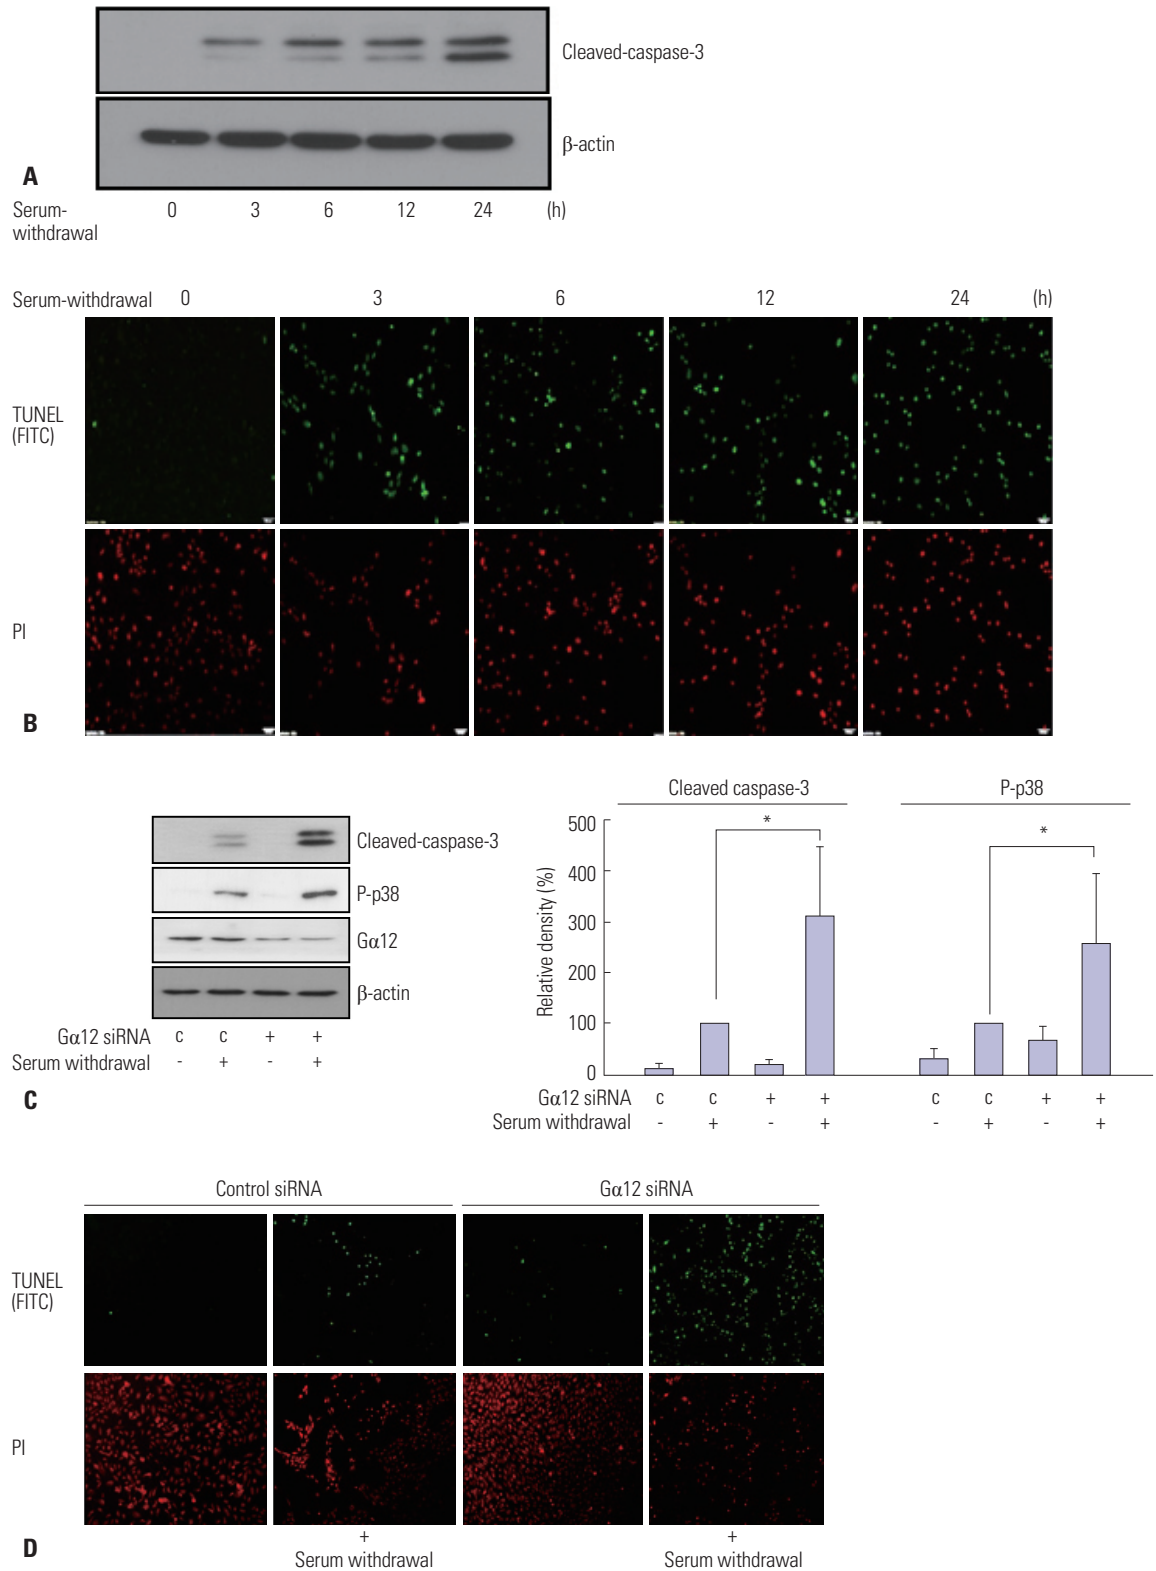 Cleaved-caspase-3
β-actin
A
Serum-
withdrawal
0 3 6 12 24 (h)
Serum-withdrawal 0 3 6 12 24 (h)
TUNEL
(FITC)
PI
B
Cleaved-caspase-3
P-p38
Gα12
β-actin
Gα12 siRNA c c + +
Serum withdrawal - + - +
C
Cleaved caspase-3 P-p38
Relative density (%)
500
400
300
200
100
0
* *
Gα12 siRNA c c + + c c + +
Serum withdrawal - + - + - + - +
Control siRNA Gα12 siRNA
TUNEL
(FITC)
PI
D
+ +
Serum withdrawal Serum withdrawal